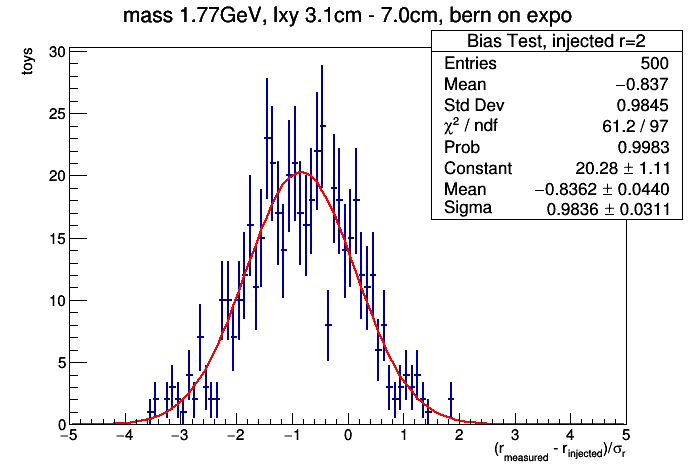 mass 1.77GeV, lxy 3.1cm - 7.0cm, bern on expo
Bias Test, injected r=2
Entries 500
Mean −0.837
Std Dev 0.9845
χ² / ndf 61.2 / 97
Prob 0.9983
Constant 20.28 ± 1.11
Mean −0.8362 ± 0.0440
Sigma 0.9836 ± 0.0311
toys
30
25
20
15
10
5
0
−5 −4 −3 −2 −1 0 1 2 3 4 5
(r_measured - r_injected)/σ_r